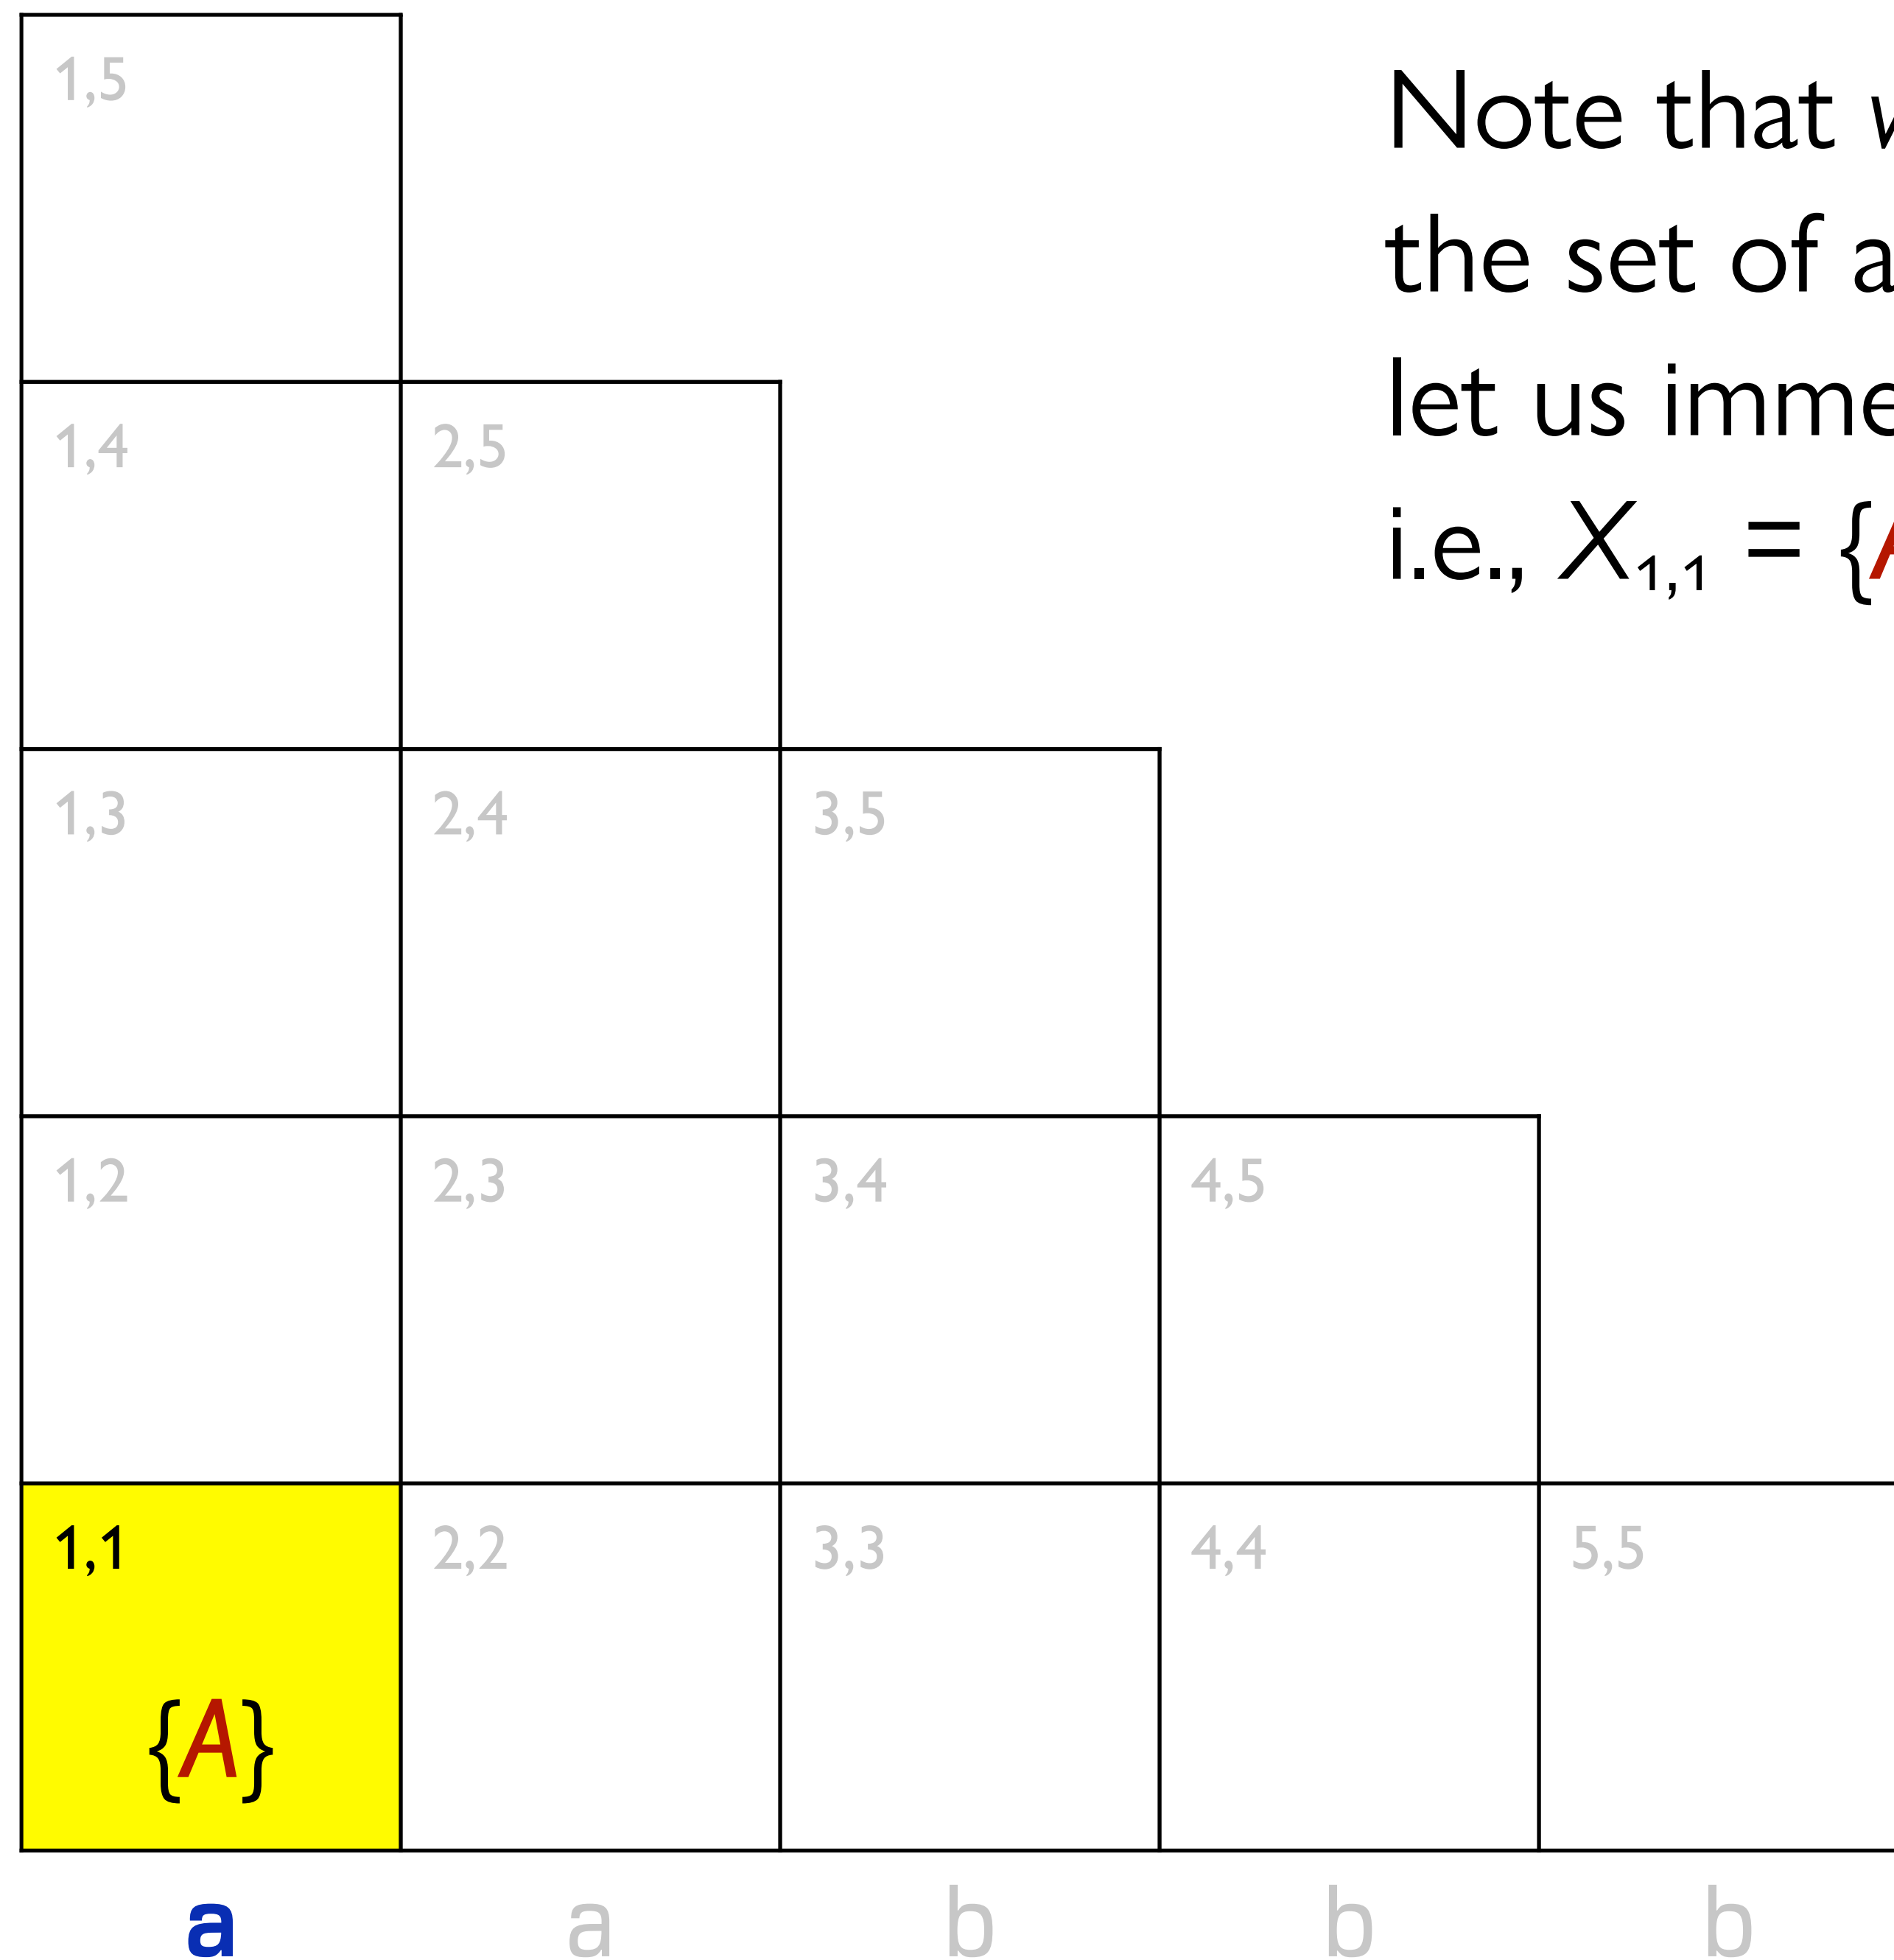 1,5
Note that
the set of
let us
i.e., X1,1 = {
1,4 2,5
1,3 2,4 3,5
1,2 2,3 3,4 4,5
1,1 2,2 3,3 4,4 5,5
{A}
a a b b b